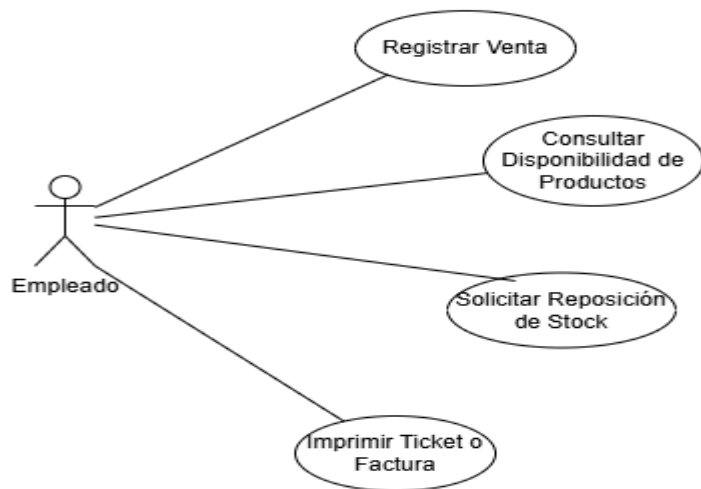 Registrar Venta
Consultar
Disponibilidad de
Productos
Empleado
Solicitar Reposición
de Stock
Imprimir Ticket o
Factura